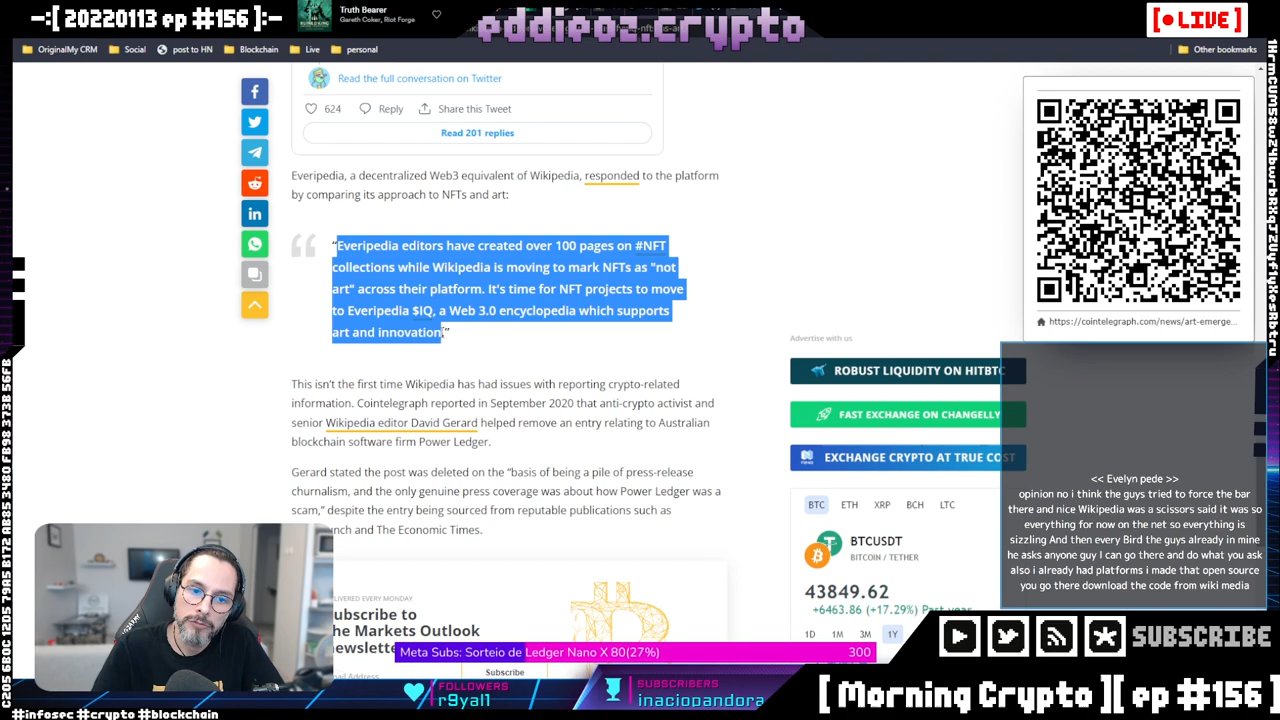 -:[ 20220113 ep #156 ]:-
Truth Bearer
Gareth Coker, Riot Forge
eddieoz.crypto
[● LIVE]
OriginalMy CRM
Social
post to HN
Blockchain
Live
personal
Other bookmarks
Read the full conversation on Twitter
624
Reply
Share this Tweet
Read 201 replies
Everipedia, a decentralized Web3 equivalent of Wikipedia, responded to the platform
by comparing its approach to NFTs and art:
“Everipedia editors have created over 100 pages on #NFT
collections while Wikipedia is moving to mark NFTs as "not
art" across their platform. It's time for NFT projects to move
to Everipedia $IQ, a Web 3.0 encyclopedia which supports
art and innovation”
This isn’t the first time Wikipedia has had issues with reporting crypto-related
information. Cointelegraph reported in September 2020 that anti-crypto activist and
senior Wikipedia editor David Gerard helped remove an entry relating to Australian
blockchain software firm Power Ledger.
Gerard stated the post was deleted on the “basis of being a pile of press-release
churnalism, and the only genuine press coverage was about how Power Ledger was a
scam,” despite the entry being sourced from reputable publications such as
unch and The Economic Times.
LIVERED EVERY MONDAY
ubscribe to
he Markets Outlook
ewsletter
mail Address
Subscribe
https://cointelegraph.com/news/art-emerge...
Advertise with us
ROBUST LIQUIDITY ON HITBTC
FAST EXCHANGE ON CHANGELLY
EXCHANGE CRYPTO AT TRUE COST
BTC
ETH
XRP
BCH
LTC
BTCUSDT
BITCOIN / TETHER
43849.62
+6463.86 (+17.29%) Past year
1D
1M
3M
1Y
<< Evelyn pede >>
opinion no i think the guys tried to force the bar
there and nice Wikipedia was a scissors said it was so
everything for now on the net so everything is
sizzling And then every Bird the guys already in mine
he asks anyone guy I can go there and do what you ask
also i already had platforms i made that open source
you go there download the code from wiki media
Meta Subs: Sorteio de Ledger Nano X 80(27%)
300
FOLLOWERS
r9yal1
SUBSCRIBERS
inaciopandora
SUBSCRIBE
[ Morning Crypto ][ ep #156 ]
#infosec #crypto #blockchain